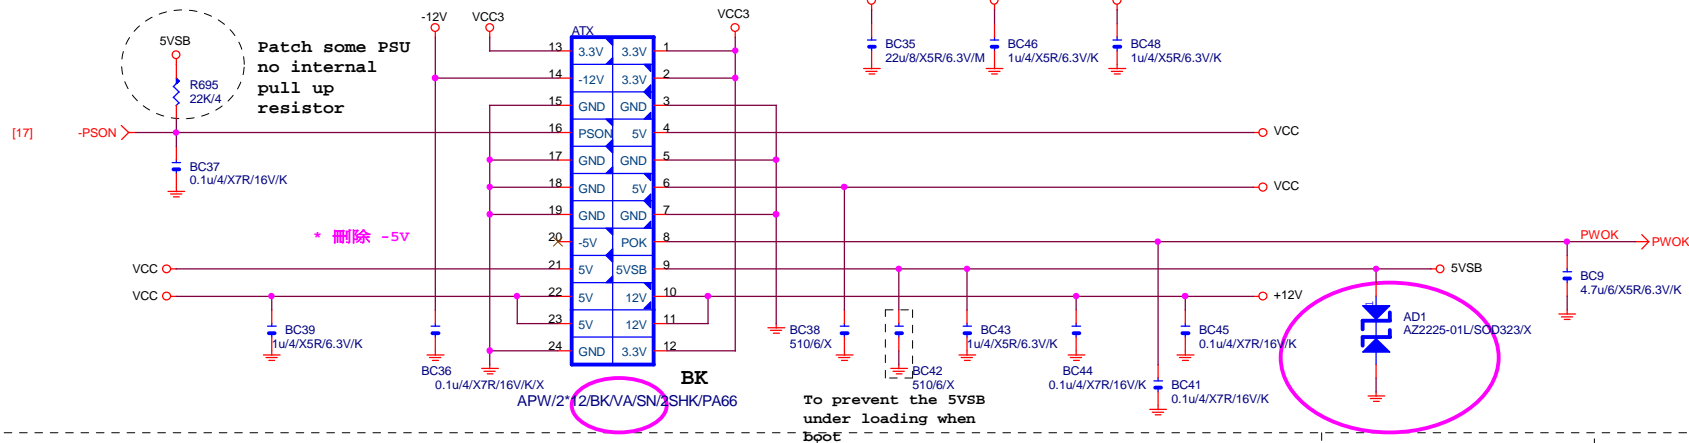 5VSB
Patch some PSU
no internal
pull up
resistor
R695
22K/4
[17]
-PSON
BC37
0.1u/4/X7R/16V/K
* 刪除 -5V
-12V
VCC3
VCC3
ATX
13 3.3V 3.3V 1
14 -12V 3.3V 2
15 GND GND 3
16 PSON 5V 4
17 GND GND 5
18 GND 5V 6
19 GND GND 7
20 -5V POK 8
21 5V 5VSB 9
22 5V 12V 10
23 5V 12V 11
24 GND 3.3V 12
BC35
22u/8/X5R/6.3V/M
BC46
1u/4/X5R/6.3V/K
BC48
1u/4/X5R/6.3V/K
VCC
VCC
PWOK
PWOK
5VSB
+12V
VCC
VCC
BC39
1u/4/X5R/6.3V/K
BC36
0.1u/4/X7R/16V/K/X
BK
APW/2*12/BK/VA/SN/2SHK/PA66
BC38
510/6/X
BC42
510/6/X
BC43
1u/4/X5R/6.3V/K
BC44
0.1u/4/X7R/16V/K
BC45
0.1u/4/X7R/16V/K
BC41
0.1u/4/X7R/16V/K
To prevent the 5VSB
under loading when
boot
AD1
AZ2225-01L/SOD323/X
BC9
4.7u/6/X5R/6.3V/K